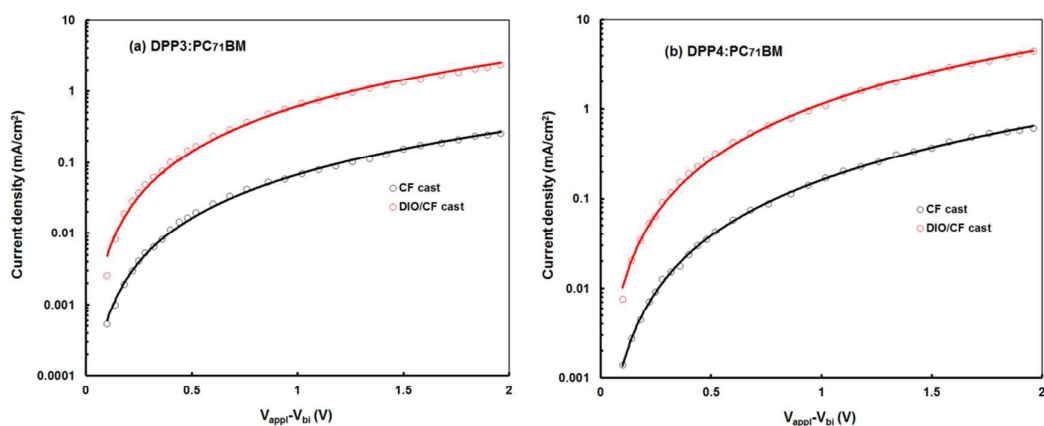 (a) DPP3:PC71BM
Current density (mA/cm²)
10
1
0.1
0.01
0.001
0.0001
CF cast
DIO/CF cast
0
0.5
1
1.5
2
Vappl-Vbi (V)
(b) DPP4:PC71BM
Current density (mA/cm²)
10
1
0.1
0.01
0.001
CF cast
DIO/CF cast
0
0.5
1
1.5
2
Vappl-Vbi (V)